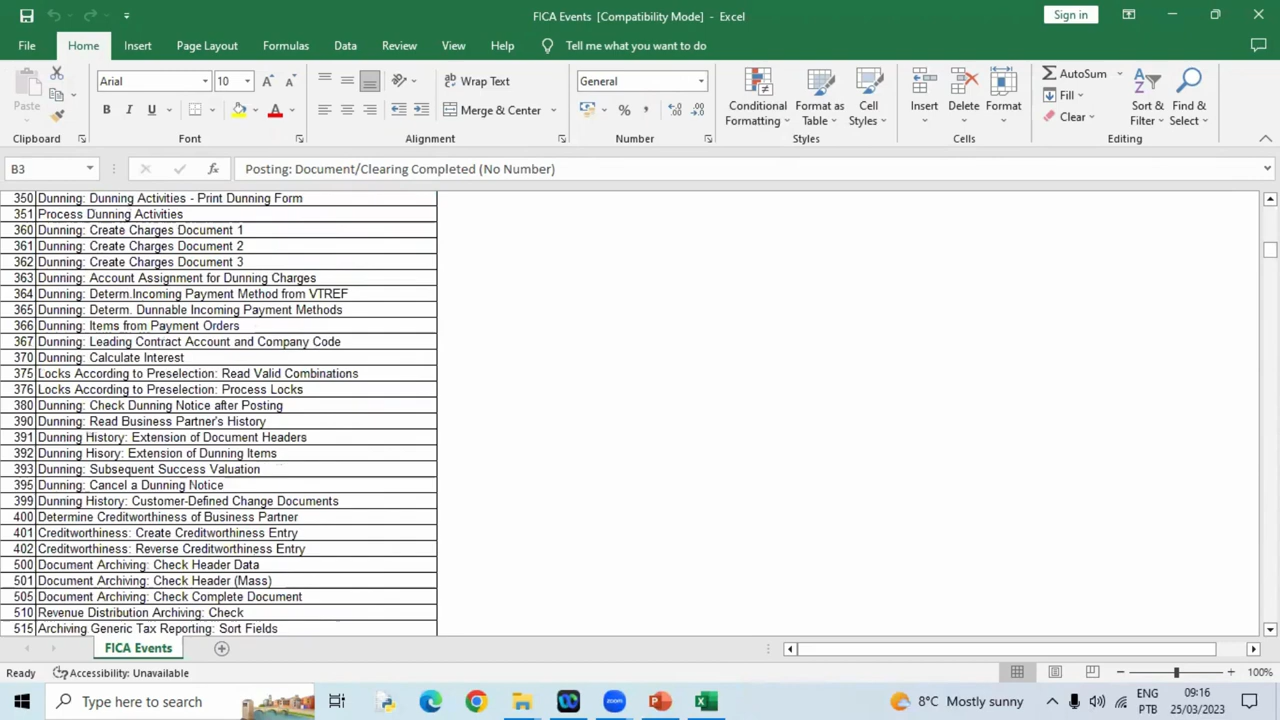 FICA Events [Compatibility Mode] - Excel
Sign in
File Home Insert Page Layout Formulas Data Review View Help Tell me what you want to do
Paste
Clipboard
Arial 10
B I U
Font
Wrap Text
Merge & Center
Alignment
General
Number
Conditional Formatting
Format as Table
Cell Styles
Styles
Insert Delete Format
Cells
AutoSum
Fill
Clear
Sort & Filter
Find & Select
Editing
B3 fx Posting: Document/Clearing Completed (No Number)
350 Dunning: Dunning Activities - Print Dunning Form
351 Process Dunning Activities
360 Dunning: Create Charges Document 1
361 Dunning: Create Charges Document 2
362 Dunning: Create Charges Document 3
363 Dunning: Account Assignment for Dunning Charges
364 Dunning: Determ.Incoming Payment Method from VTREF
365 Dunning: Determ. Dunnable Incoming Payment Methods
366 Dunning: Items from Payment Orders
367 Dunning: Leading Contract Account and Company Code
370 Dunning: Calculate Interest
375 Locks According to Preselection: Read Valid Combinations
376 Locks According to Preselection: Process Locks
380 Dunning: Check Dunning Notice after Posting
390 Dunning: Read Business Partner's History
391 Dunning History: Extension of Document Headers
392 Dunning Hisory: Extension of Dunning Items
393 Dunning: Subsequent Success Valuation
395 Dunning: Cancel a Dunning Notice
399 Dunning History: Customer-Defined Change Documents
400 Determine Creditworthiness of Business Partner
401 Creditworthiness: Create Creditworthiness Entry
402 Creditworthiness: Reverse Creditworthiness Entry
500 Document Archiving: Check Header Data
501 Document Archiving: Check Header (Mass)
505 Document Archiving: Check Complete Document
510 Revenue Distribution Archiving: Check
515 Archiving Generic Tax Reporting: Sort Fields
FICA Events
Ready Accessibility: Unavailable 100%
Type here to search
zoom
8°C Mostly sunny
ENG
PTB
09:16
25/03/2023